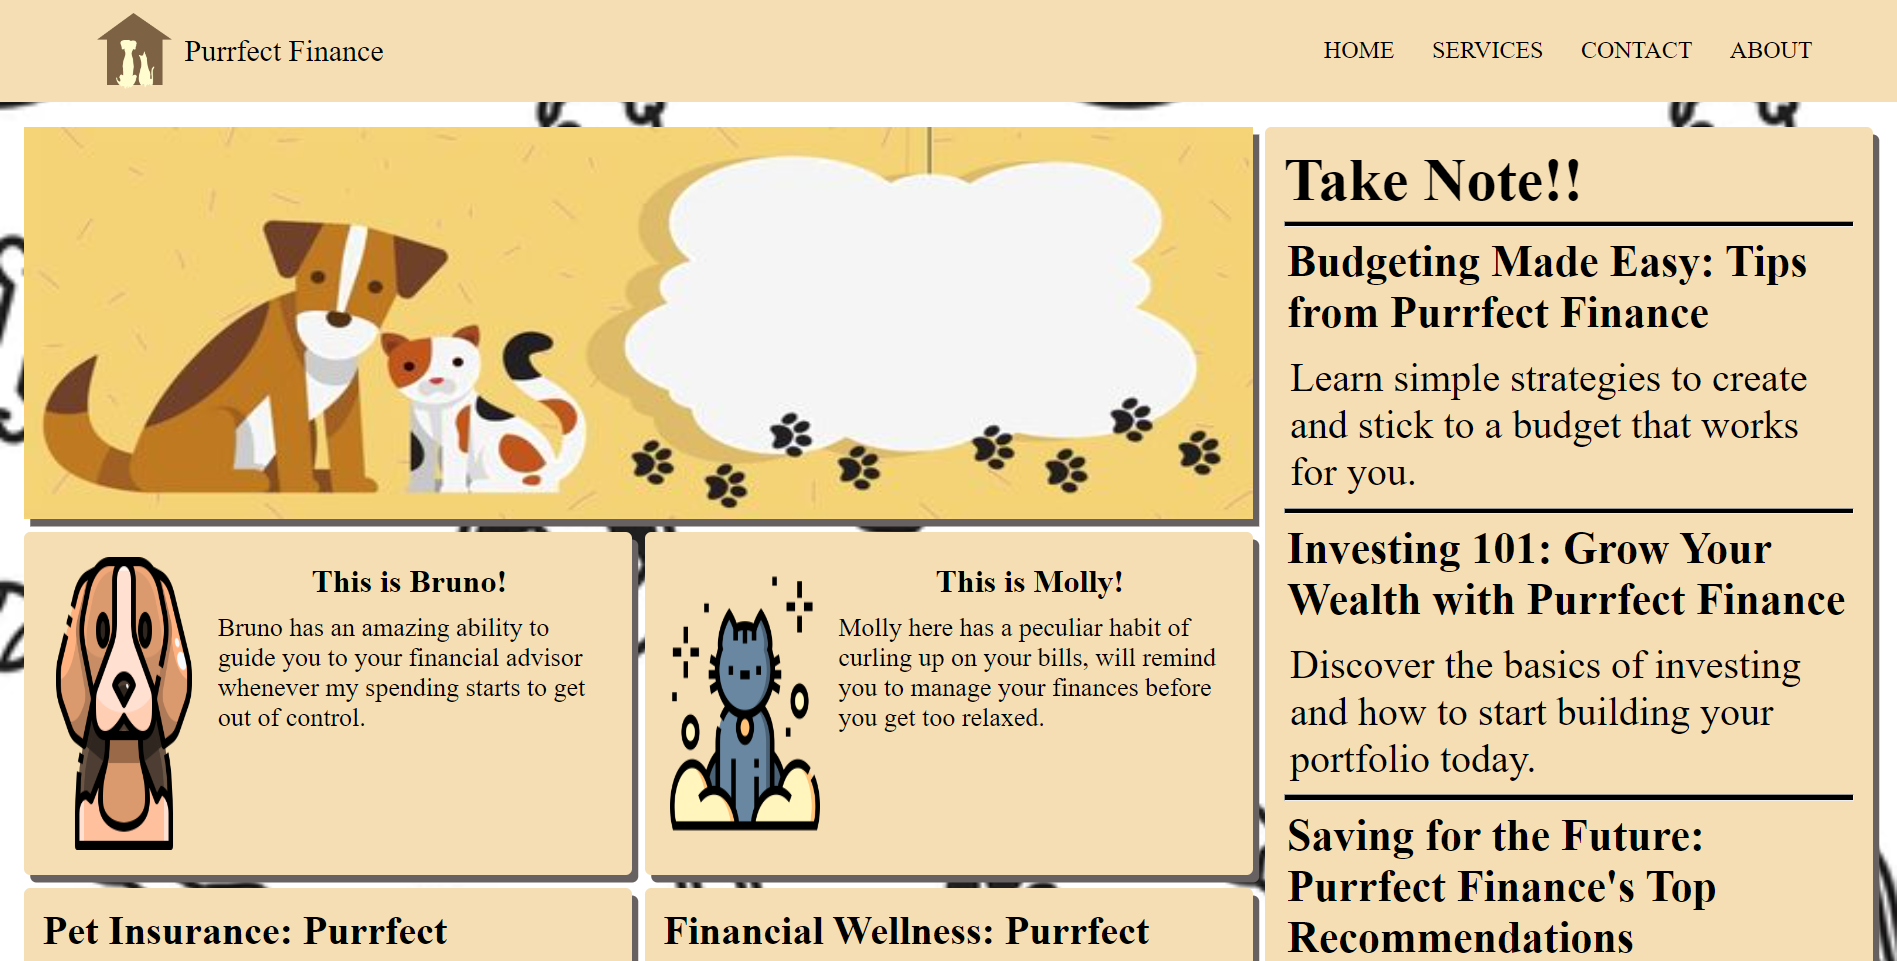 Purrfect Finance
HOME SERVICES CONTACT ABOUT
This is Bruno!
Bruno has an amazing ability to
guide you to your financial advisor
whenever my spending starts to get
out of control.
This is Molly!
Molly here has a peculiar habit of
curling up on your bills, will remind
you to manage your finances before
you get too relaxed.
Pet Insurance: Purrfect
Financial Wellness: Purrfect
Take Note!!
Budgeting Made Easy: Tips
from Purrfect Finance
Learn simple strategies to create
and stick to a budget that works
for you.
Investing 101: Grow Your
Wealth with Purrfect Finance
Discover the basics of investing
and how to start building your
portfolio today.
Saving for the Future:
Purrfect Finance's Top
Recommendations